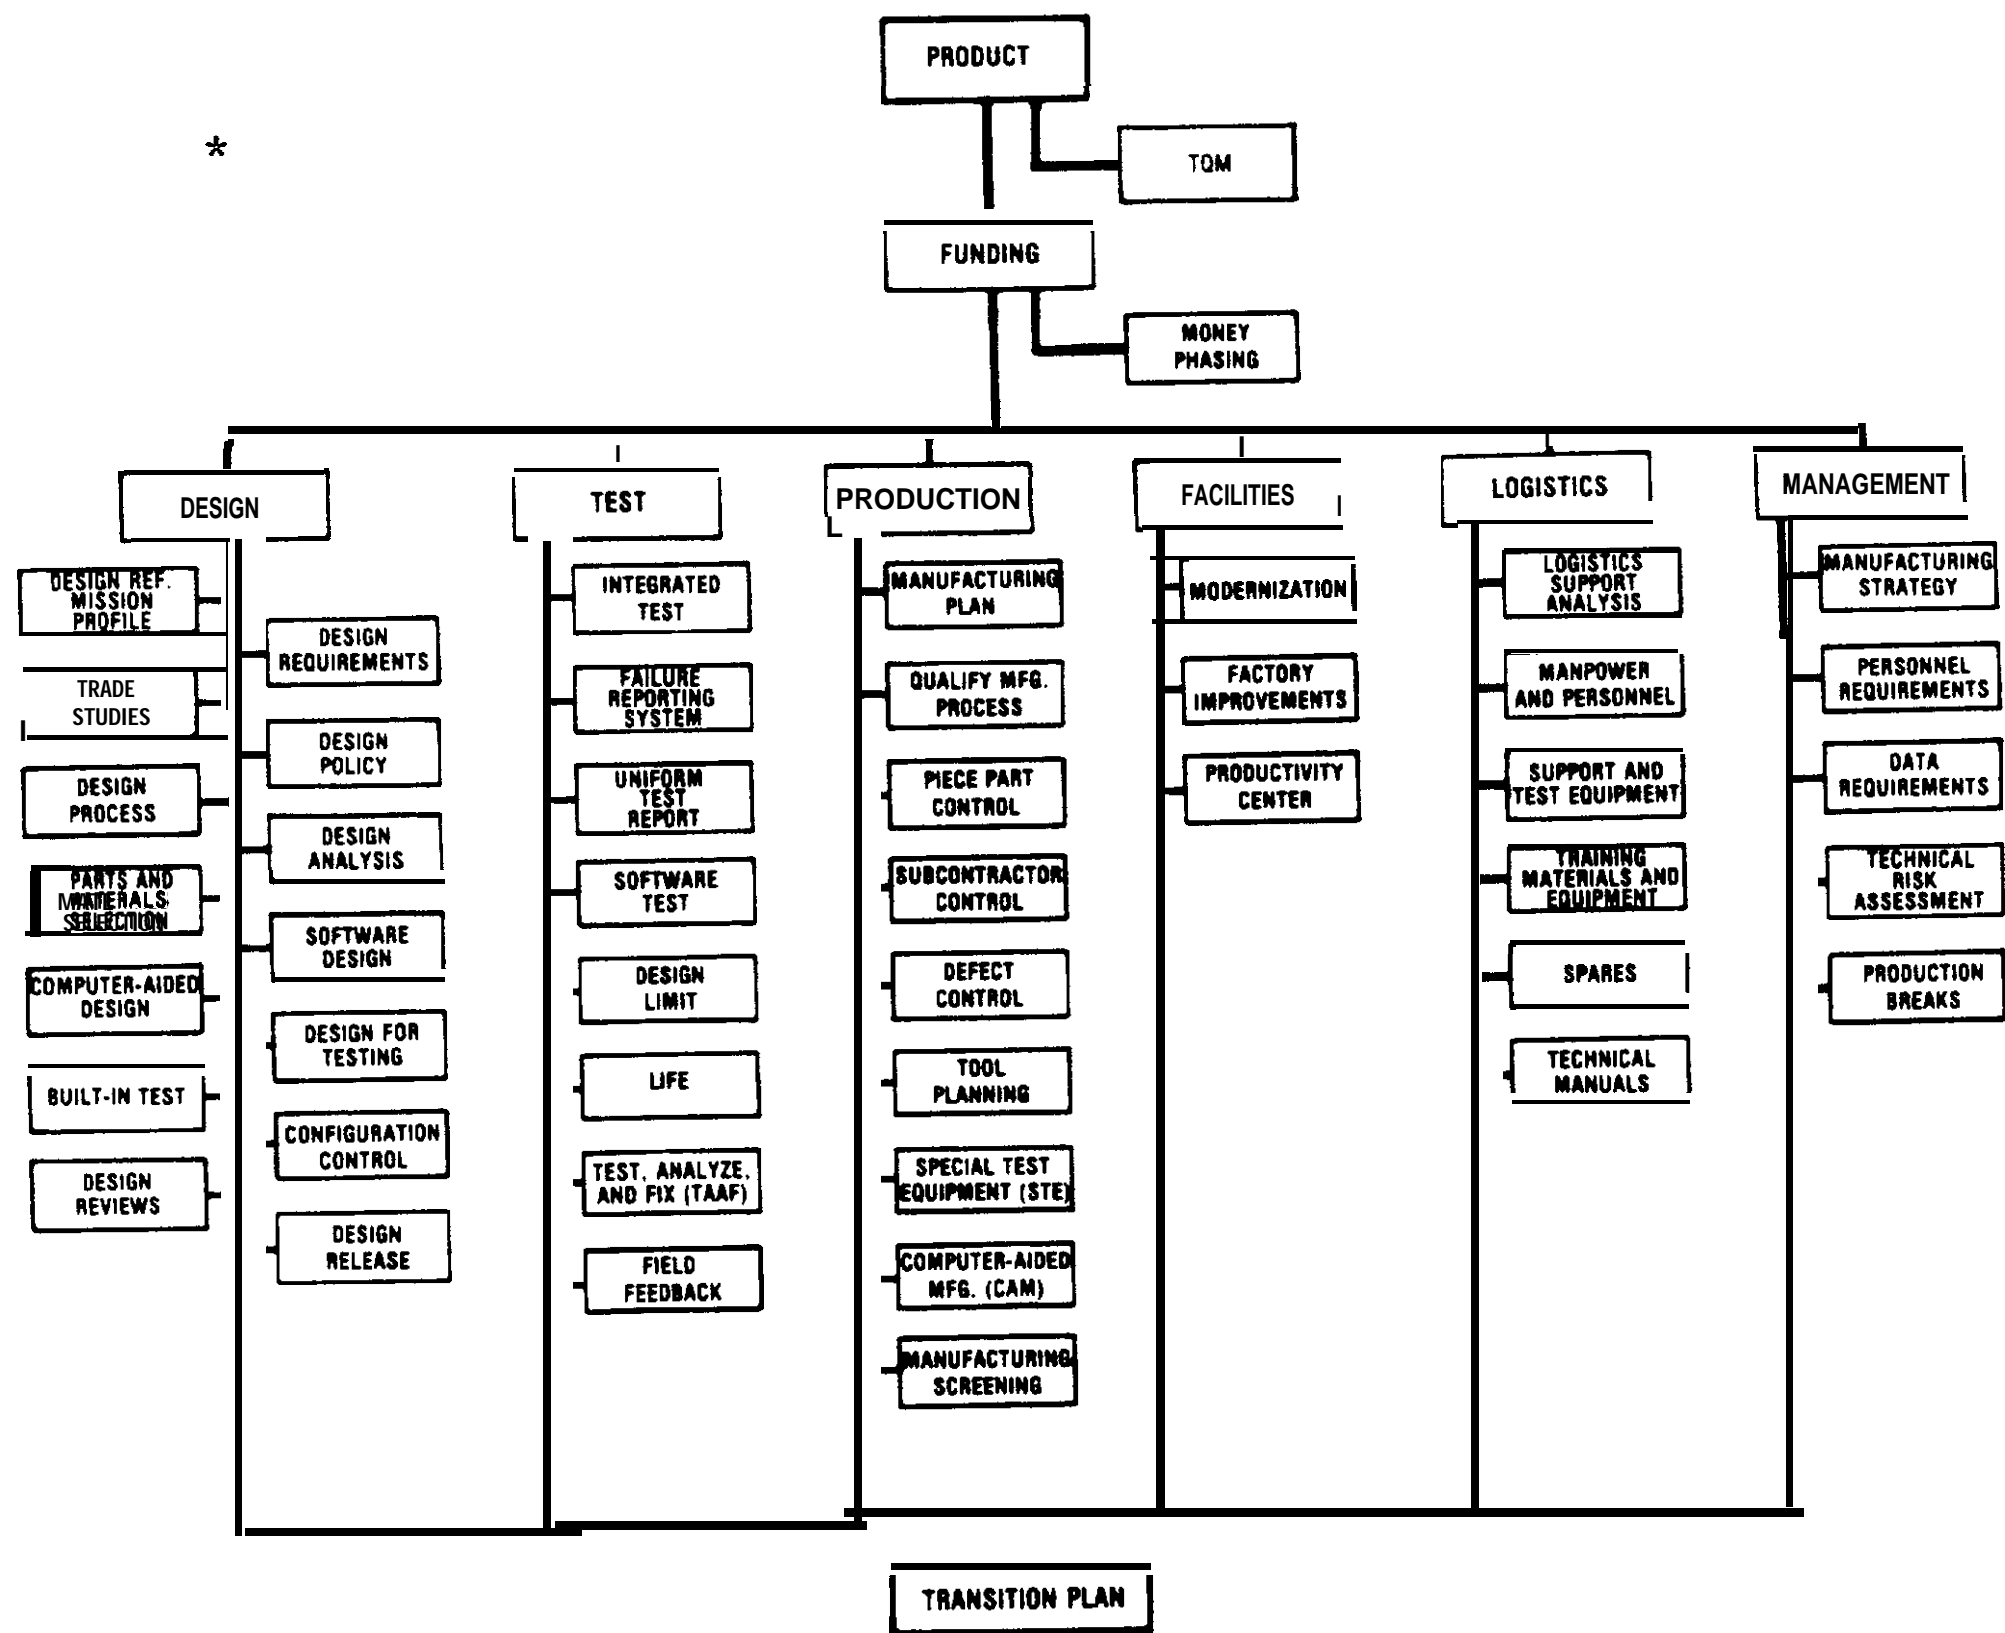 PRODUCT
*
TQM
FUNDING
MONEY
PHASING
DESIGN
TEST
PRODUCTION
FACILITIES
LOGISTICS
MANAGEMENT
DESIGN REF.
MISSION
PROFILE
TRADE
STUDIES
DESIGN
PROCESS
PARTS AND
MATERIALS
SELECTION
COMPUTER-AIDED
DESIGN
BUILT-IN TEST
DESIGN
REVIEWS
DESIGN
REQUIREMENTS
DESIGN
POLICY
DESIGN
ANALYSIS
SOFTWARE
DESIGN
DESIGN FOR
TESTING
CONFIGURATION
CONTROL
DESIGN
RELEASE
INTEGRATED
TEST
FAILURE
REPORTING
SYSTEM
UNIFORM
TEST
REPORT
SOFTWARE
TEST
DESIGN
LIMIT
LIFE
TEST, ANALYZE,
AND FIX (TAAF)
FIELD
FEEDBACK
MANUFACTURING
PLAN
QUALIFY MFG.
PROCESS
PIECE PART
CONTROL
SUBCONTRACTOR
CONTROL
DEFECT
CONTROL
TOOL
PLANNING
SPECIAL TEST
EQUIPMENT (STE)
COMPUTER-AIDED
MFG. (CAM)
MANUFACTURING
SCREENING
MODERNIZATION
FACTORY
IMPROVEMENTS
PRODUCTIVITY
CENTER
LOGISTICS
SUPPORT
ANALYSIS
MANPOWER
AND PERSONNEL
SUPPORT AND
TEST EQUIPMENT
TRAINING
MATERIALS AND
EQUIPMENT
SPARES
TECHNICAL
MANUALS
MANUFACTURING
STRATEGY
PERSONNEL
REQUIREMENTS
DATA
REQUIREMENTS
TECHNICAL
RISK
ASSESSMENT
PRODUCTION
BREAKS
TRANSITION PLAN